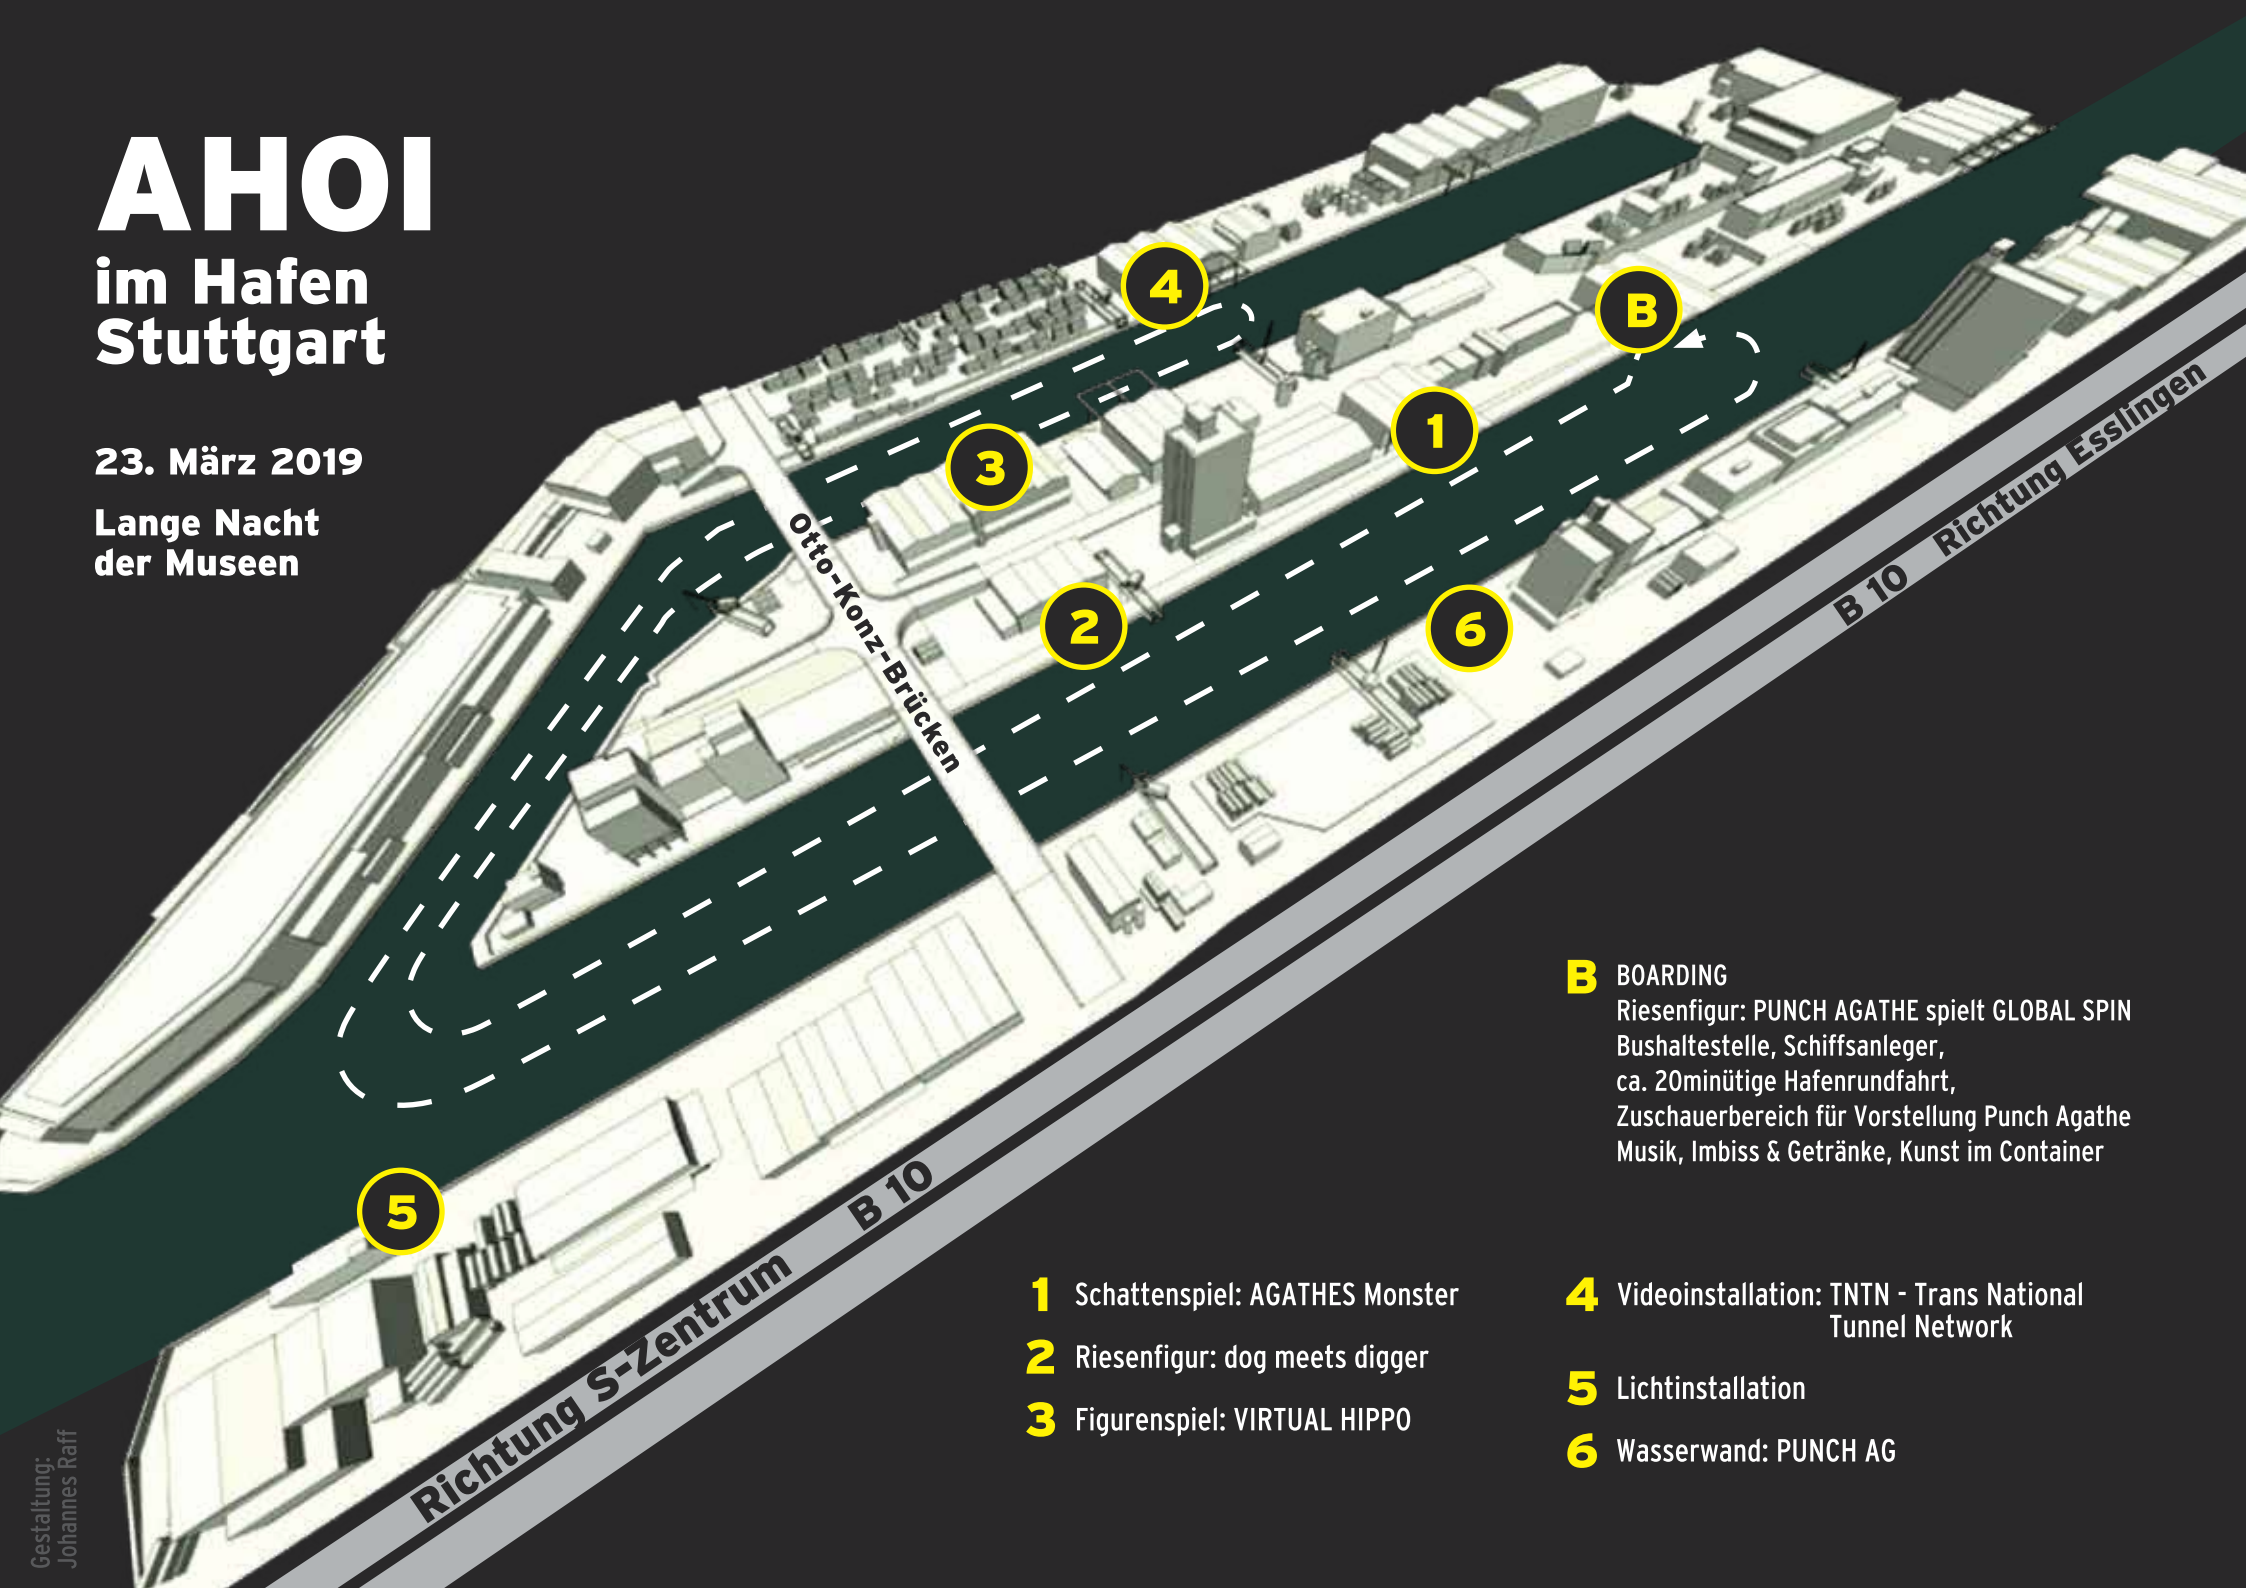 AHOI
im Hafen
Stuttgart
23. März 2019
Lange Nacht
der Museen
4
B
3
1
2
6
5
Otto-Konz-Brücken
B 10 Richtung Esslingen
Richtung S-Zentrum B 10
B BOARDING
Riesenfigur: PUNCH AGATHE spielt GLOBAL SPIN
Bushaltestelle, Schiffsanleger,
ca. 20minütige Hafenrundfahrt,
Zuschauerbereich für Vorstellung Punch Agathe
Musik, Imbiss & Getränke, Kunst im Container
1 Schattenspiel: AGATHES Monster
2 Riesenfigur: dog meets digger
3 Figurenspiel: VIRTUAL HIPPO
4 Videoinstallation: TNTN - Trans National
Tunnel Network
5 Lichtinstallation
6 Wasserwand: PUNCH AG
Gestaltung:
Johannes Raff